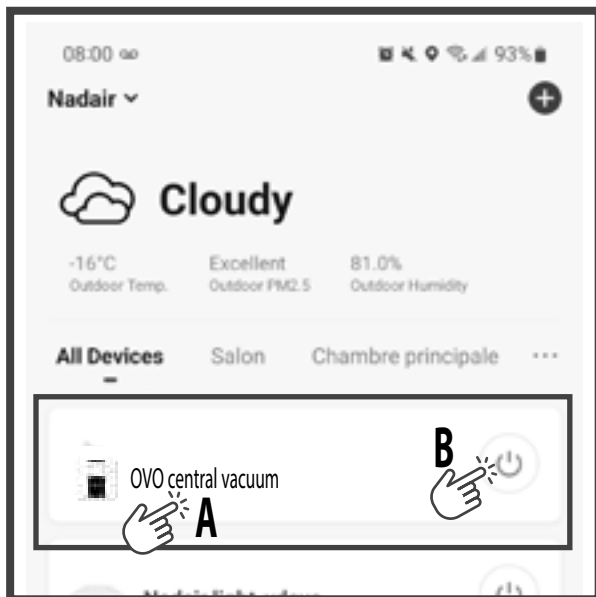 08:00 93%
Nadair
Cloudy
-16°C Excellent 81.0%
Outdoor Temp. Outdoor PM2.5 Outdoor Humidity
All Devices Salon Chambre principale ...
B
OVO central vacuum
A